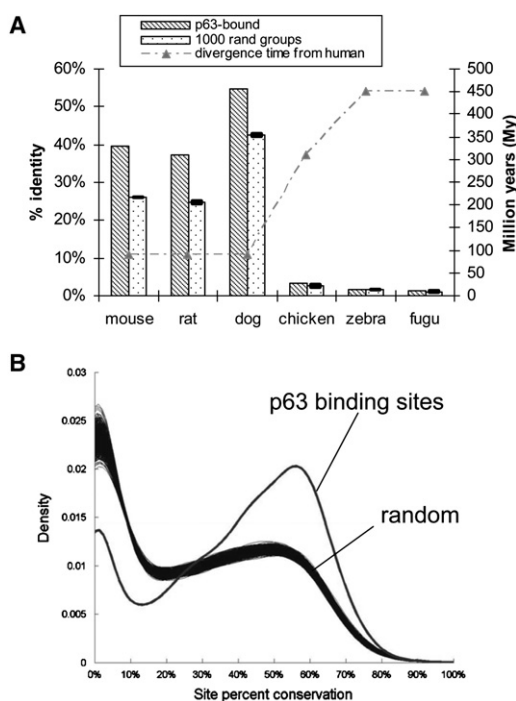 A
p63-bound
1000 rand groups
divergence time from human
60%
50%
40%
30%
20%
10%
0%
% identity
500
450
400
350
300
250
200
150
100
50
0
Million years (My)
mouse rat dog chicken zebra fugu
B
0.03
0.025
0.02
0.015
0.01
0.005
0
Density
p63 binding sites
random
0% 10% 20% 30% 40% 50% 60% 70% 80% 90% 100%
Site percent conservation